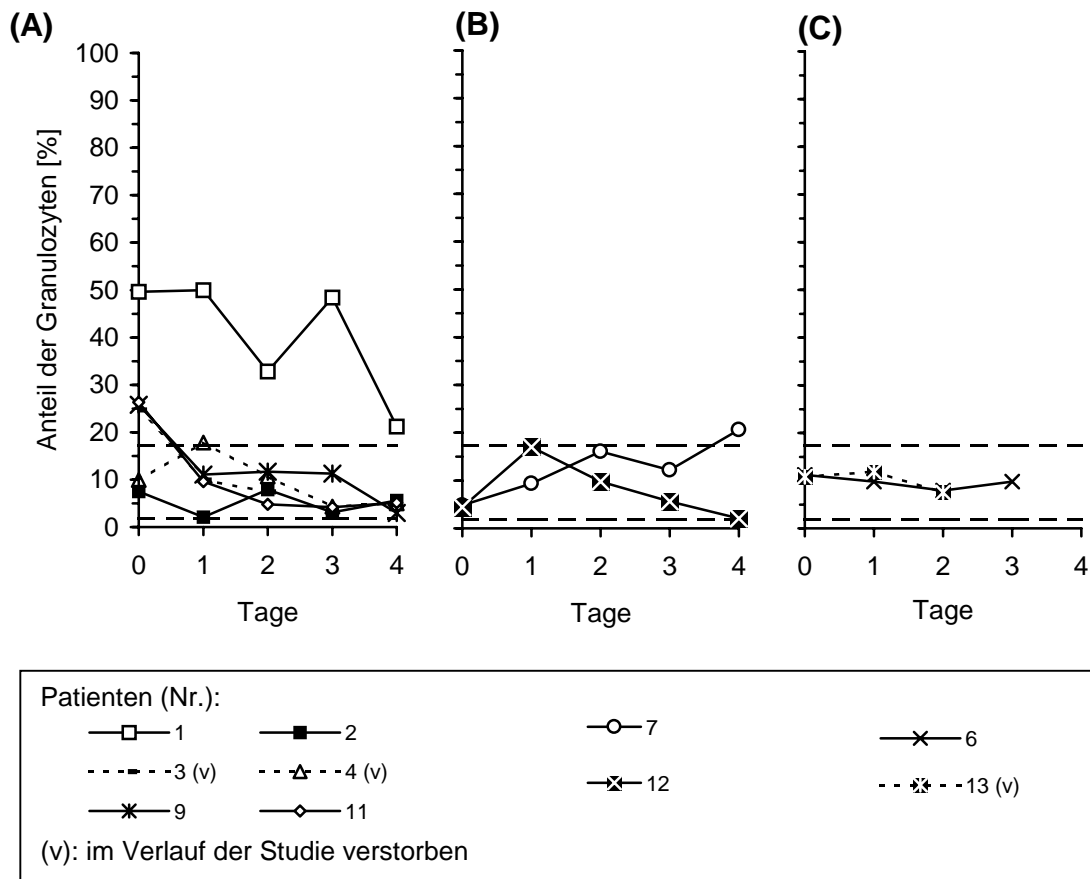 (A)
(B)
(C)
Anteil der Granulozyten [%]
100
90
80
70
60
50
40
30
20
10
0
0 1 2 3 4
0 1 2 3 4
0 1 2 3 4
Tage
Tage
Tage
Patienten (Nr.):
1
2
7
6
3 (v)
4 (v)
12
13 (v)
9
11
(v): im Verlauf der Studie verstorben